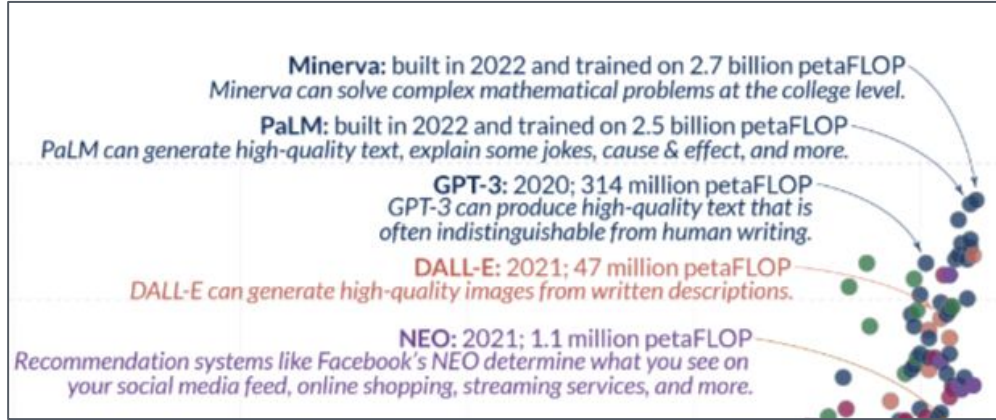 Minerva: built in 2022 and trained on 2.7 billion petaFLOP
Minerva can solve complex mathematical problems at the college level.
PaLM: built in 2022 and trained on 2.5 billion petaFLOP
PaLM can generate high-quality text, explain some jokes, cause & effect, and more.
GPT-3: 2020; 314 million petaFLOP
GPT-3 can produce high-quality text that is
often indistinguishable from human writing.
DALL-E: 2021; 47 million petaFLOP
DALL-E can generate high-quality images from written descriptions.
NEO: 2021; 1.1 million petaFLOP
Recommendation systems like Facebook's NEO determine what you see on
your social media feed, online shopping, streaming services, and more.